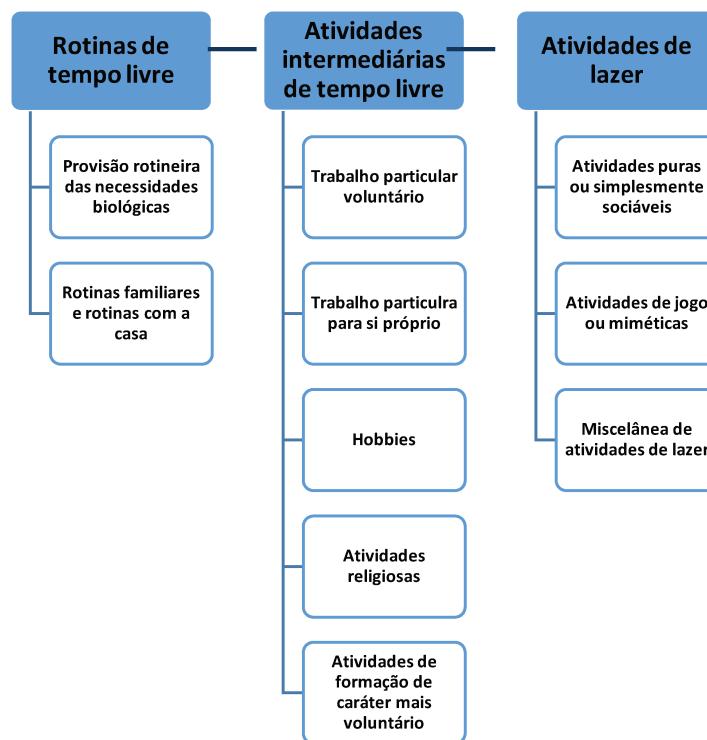 Rotinas de
tempo livre
Provisão rotineira
das necessidades
biológicas
Rotinas familiares
e rotinas com a
casa
Atividades
intermediárias
de tempo livre
Trabalho particular
voluntário
Trabalho particulra
para si próprio
Hobbies
Atividades
religiosas
Atividades de
formação de
caráter mais
voluntário
Atividades de
lazer
Atividades puras
ou simplesmente
sociáveis
Atividades de jogo
ou miméticas
Miscelânea de
atividades de lazer